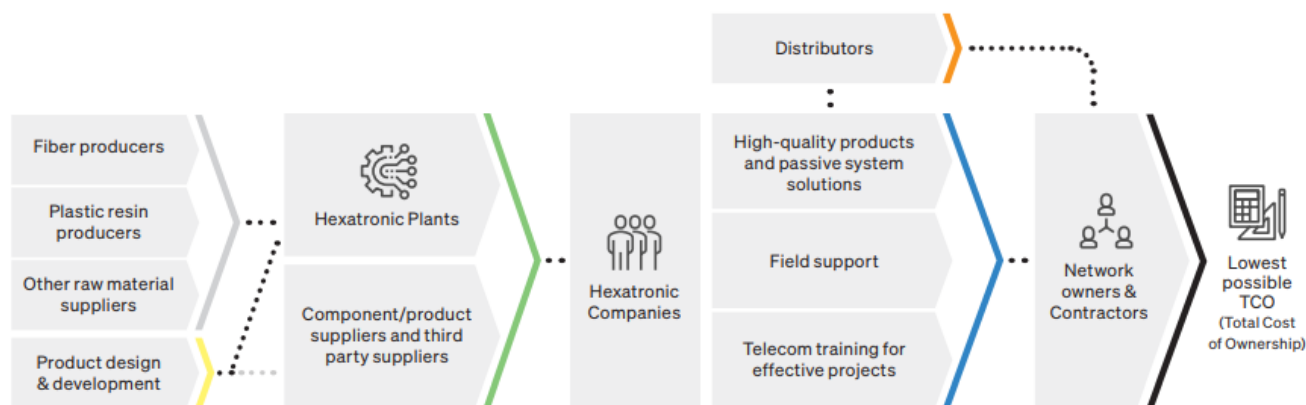 Fiber producers
Plastic resin
producers
Other raw material
suppliers
Product design
& development
Hexatronic Plants
Component/product
suppliers and third
party suppliers
Hexatronic
Companies
Distributors
High-quality products
and passive system
solutions
Field support
Telecom training for
effective projects
Network
owners &
Contractors
Lowest
possible
TCO
(Total Cost
of Ownership)